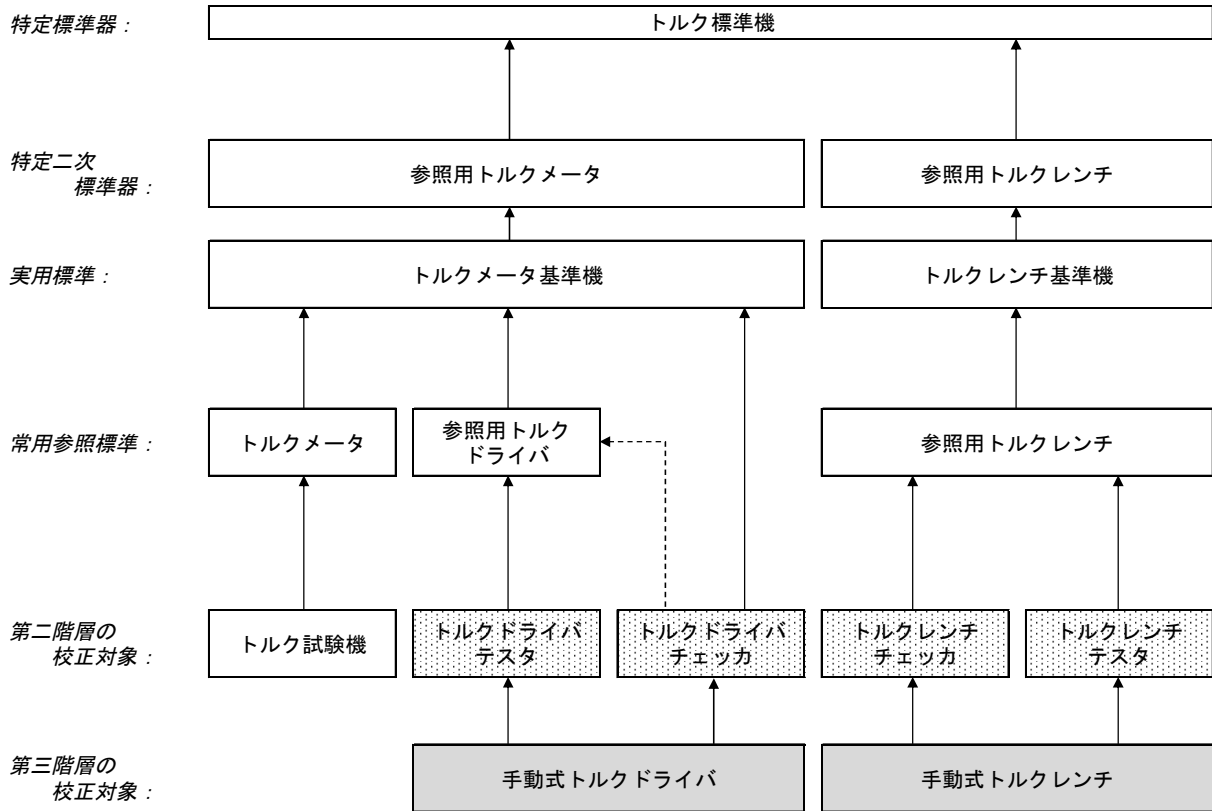 特定標準器：
トルク標準機
特定二次
標準器：
参照用トルクメータ
参照用トルクレンチ
実用標準：
トルクメータ基準機
トルクレンチ基準機
常用参照標準：
トルクメータ
参照用トルク
ドライバ
参照用トルクレンチ
第二階層の
校正対象：
トルク試験機
トルクドライバ
テスタ
トルクドライバ
チェッカ
トルクレンチ
チェッカ
トルクレンチ
テスタ
第三階層の
校正対象：
手動式トルクドライバ
手動式トルクレンチ